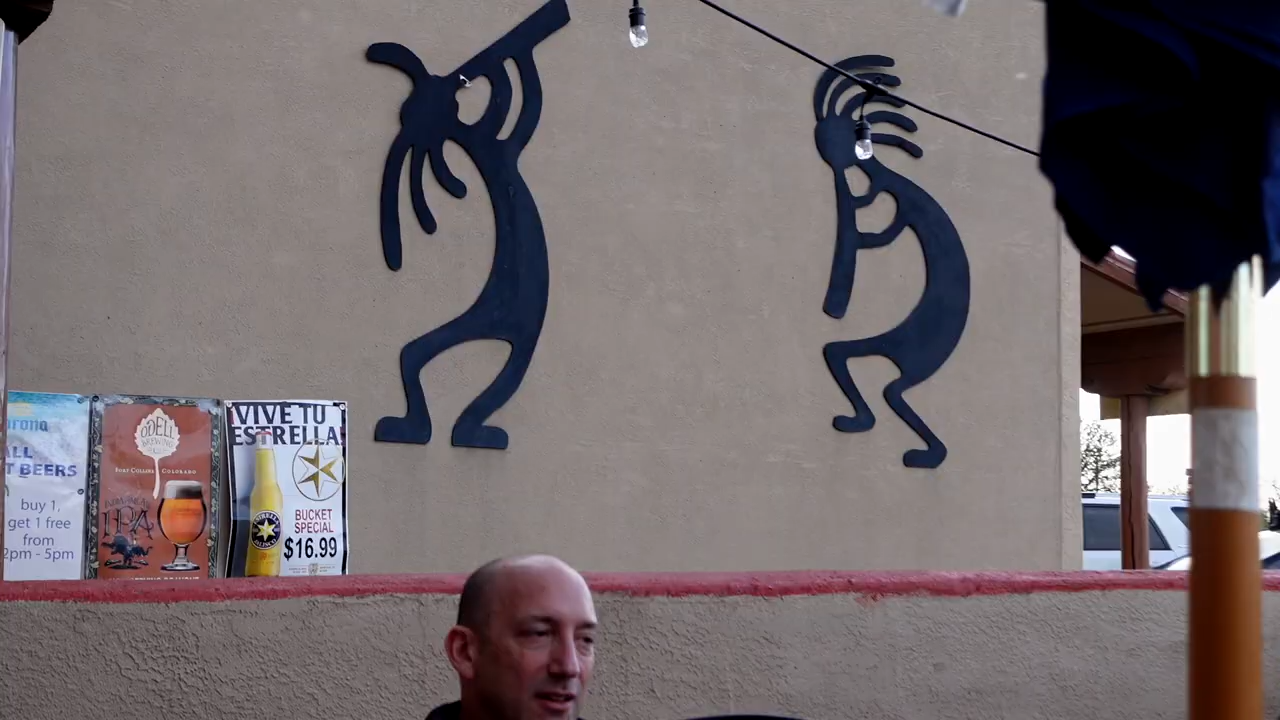 orona
ALL
T BEERS
buy 1,
get 1 free
from
2pm - 5pm
ODELL
BREWING
FORT COLLINS COLORADO
IPA
VIVE TU
ESTRELLA
BUCKET
SPECIAL
$16.99